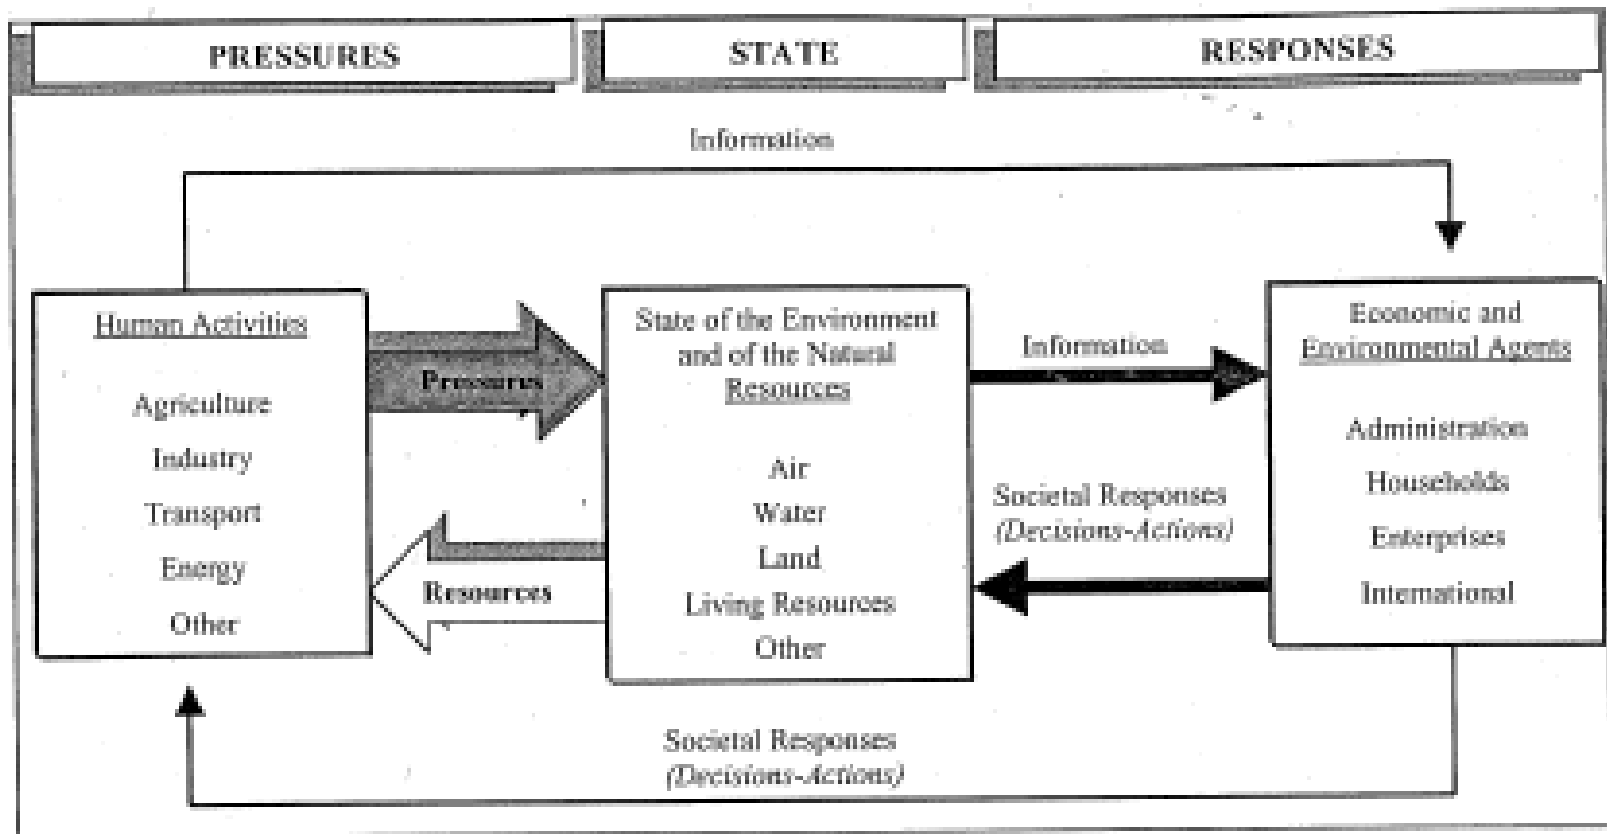 PRESSURES
STATE
RESPONSES
Information
Human Activities
Agriculture
Industry
Transport
Energy
Other
Pressures
Resources
State of the Environment
and of the Natural
Resources
Air
Water
Land
Living Resources
Other
Information
Societal Responses
(Decisions-Actions)
Economic and
Environmental Agents
Administration
Households
Enterprises
International
Societal Responses
(Decisions-Actions)